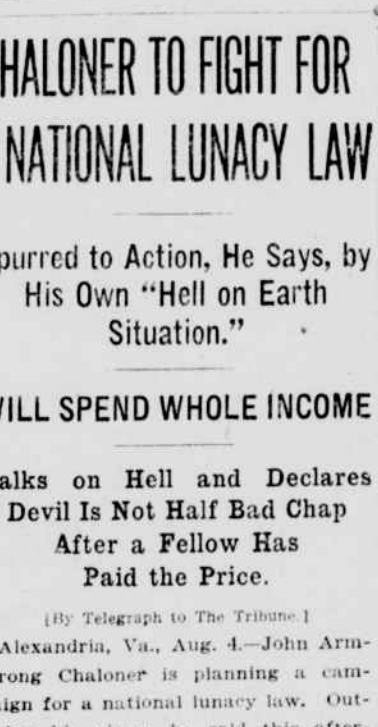 HALONER TO FIGHT FOR
NATIONAL LUNACY LAW
purred to Action, He Says, by
His Own "Hell on Earth
Situation."
WILL SPEND WHOLE INCOME
alks on Hell and Declares
Devil Is Not Half Bad Chap
After a Fellow Has
Paid the Price.
[By Telegraph to The Tribune.]
Alexandria, Va., Aug. 4.—John Arm-
rong Chaloner is planning a cam-
ign for a national lunacy law. Out-